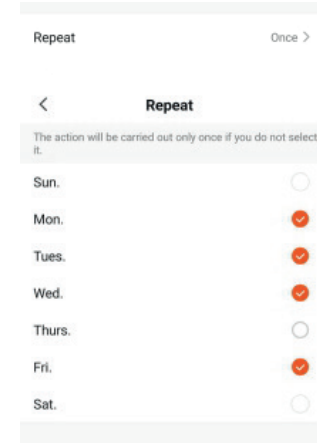 Repeat Once >
< Repeat
The action will be carried out only once if you do not select
it.
Sun.
Mon.
Tues.
Wed.
Thurs.
Fri.
Sat.